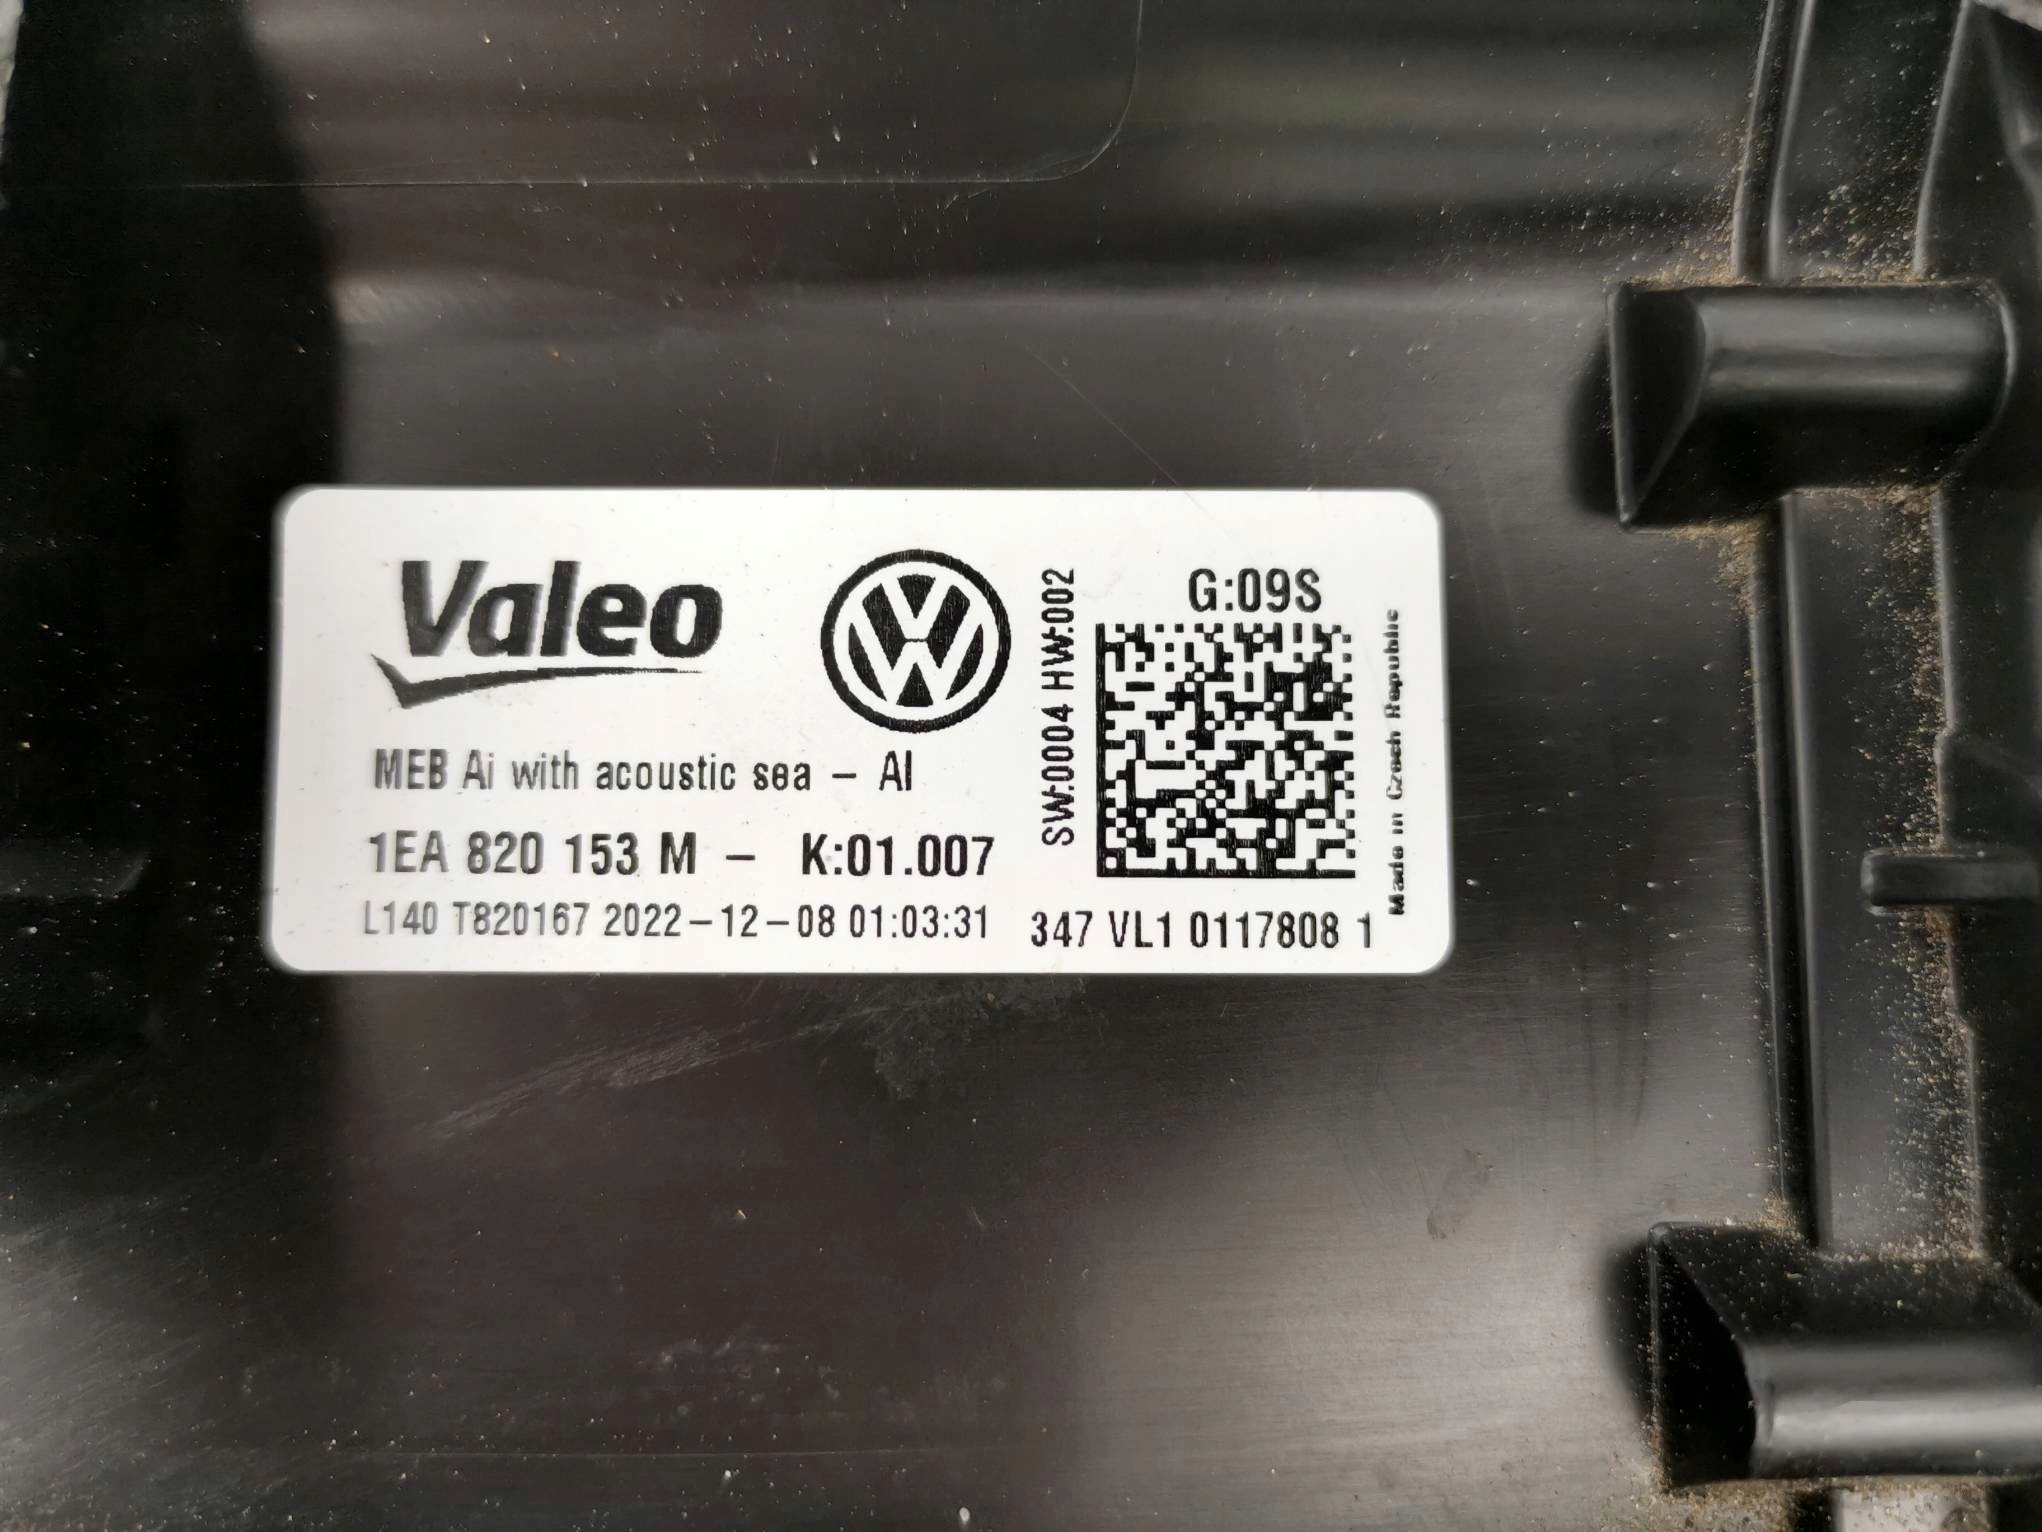 Valeo
MEB Ai with acoustic sea - AI
1EA 820 153 M - K:01.007
L140 T820167 2022-12-08 01:03:31
SW:0004 HW:002
G:09S
Made in Czech Republic
347 VL1 0117808 1